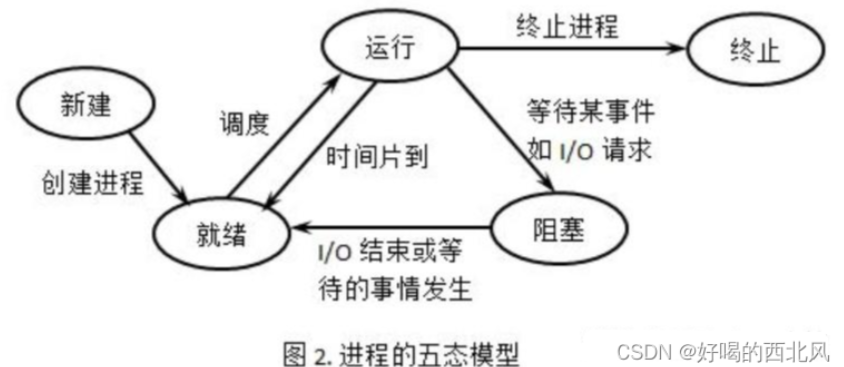 终止进程
运行
终止
新建
等待某事件
如 I/O 请求
调度
时间片到
创建进程
就绪
阻塞
I/O 结束或等
待的事情发生
图 2. 进程的五态模型
CSDN @好喝的西北风